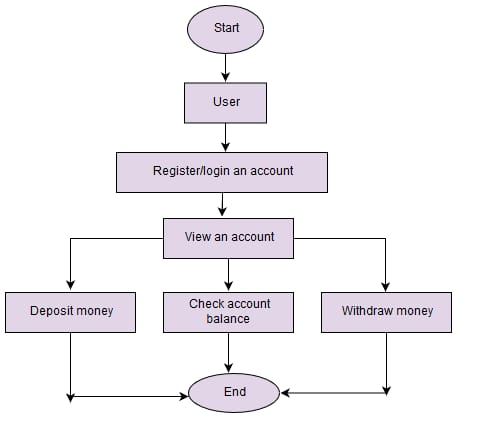 Start
User
Register/login an account
View an account
Deposit money
Check account
balance
Withdraw money
End